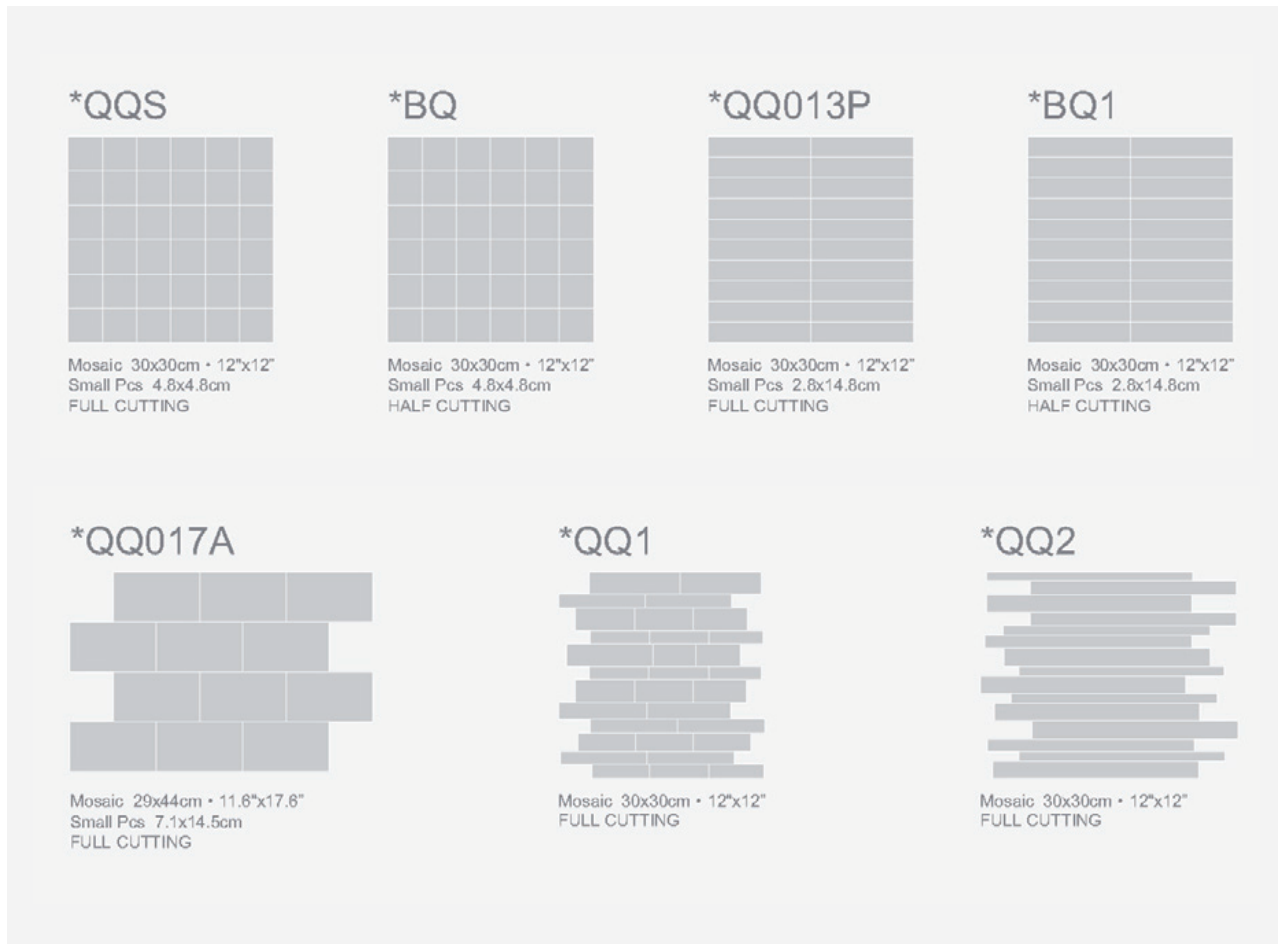 *QQS
Mosaic 30x30cm • 12"x12"
Small Pcs 4.8x4.8cm
FULL CUTTING
*BQ
Mosaic 30x30cm • 12"x12"
Small Pcs 4.8x4.8cm
HALF CUTTING
*QQ013P
Mosaic 30x30cm • 12"x12"
Small Pcs 2.8x14.8cm
FULL CUTTING
*BQ1
Mosaic 30x30cm • 12"x12"
Small Pcs 2.8x14.8cm
HALF CUTTING
*QQ017A
Mosaic 29x44cm • 11.6"x17.6"
Small Pcs 7.1x14.5cm
FULL CUTTING
*QQ1
Mosaic 30x30cm • 12"x12"
FULL CUTTING
*QQ2
Mosaic 30x30cm • 12"x12"
FULL CUTTING